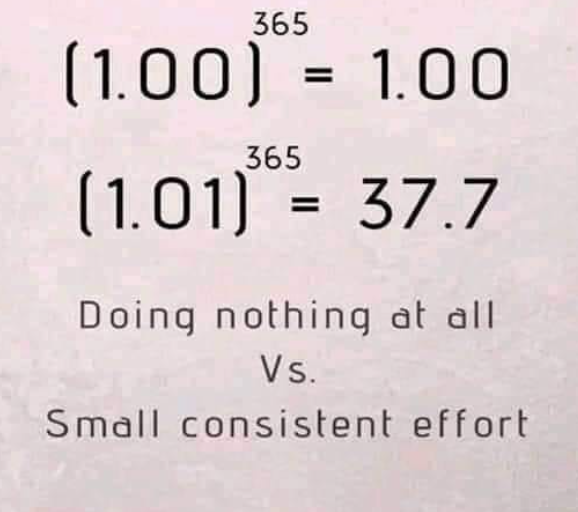 (1.00)³⁶⁵ = 1.00
(1.01)³⁶⁵ = 37.7
Doing nothing at all
Vs.
Small consistent effort